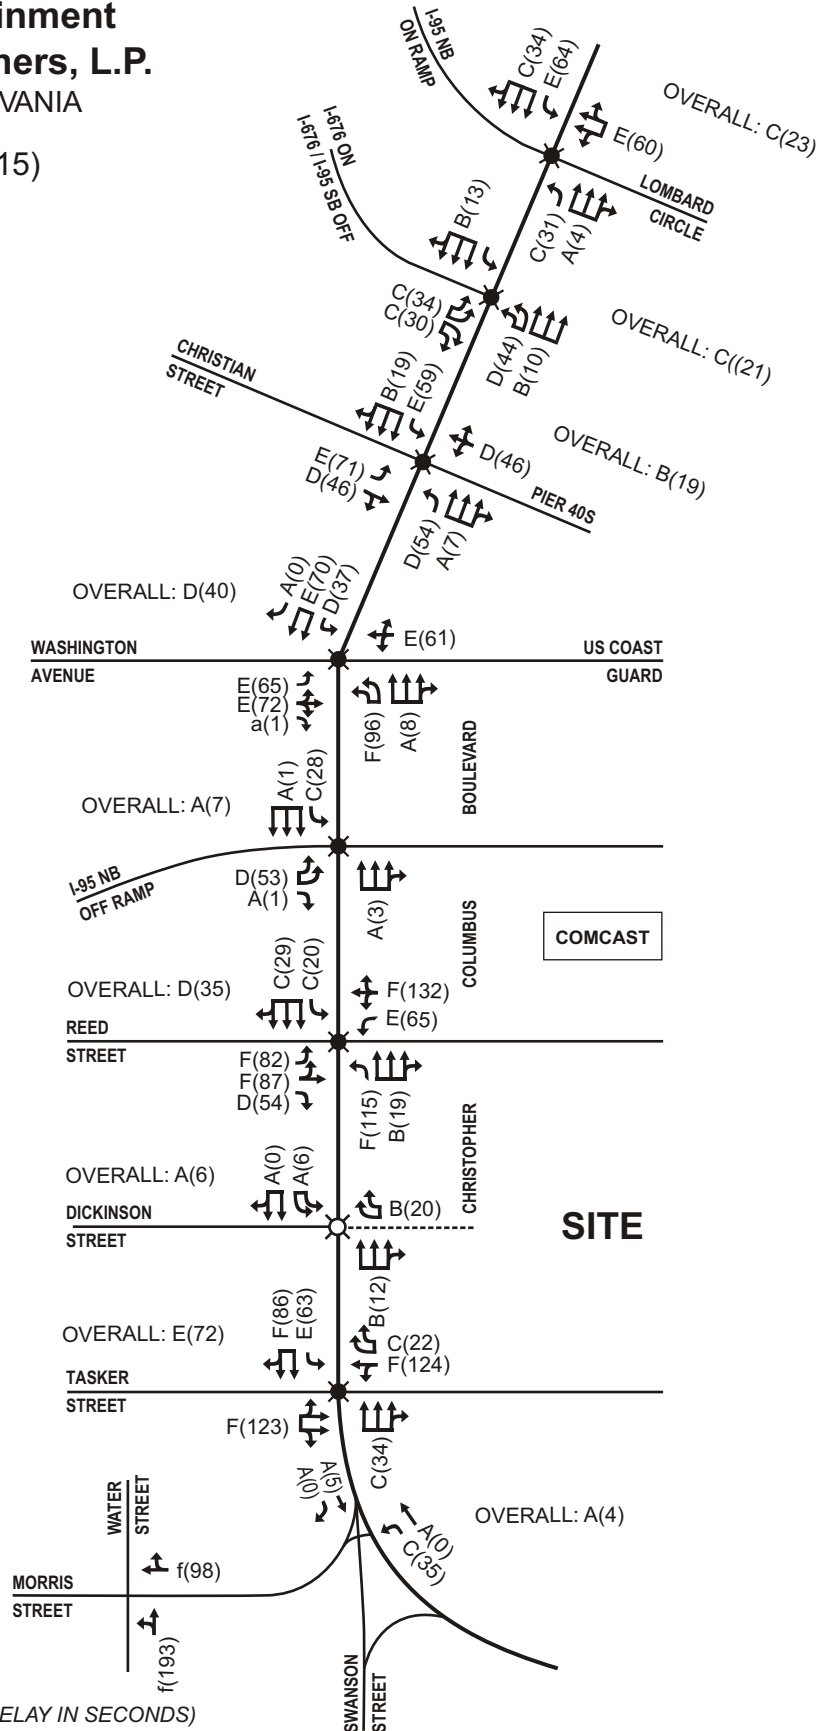 inment
ners, L.P.
VANIA
15)
I-95 NB
ON RAMP
C(34)
E(64)
OVERALL: C(23)
E(60)
LOMBARD
CIRCLE
I-676 ON
I-676 / I-95 SB OFF
B(13)
C(31)
A(4)
C(34)
C(30)
D(44)
B(10)
OVERALL: C((21)
CHRISTIAN
STREET
B(19)
E(59)
D(46)
OVERALL: B(19)
E(71)
D(46)
PIER 40S
D(54)
A(7)
OVERALL: D(40)
A(0)
E(70)
D(37)
E(61)
WASHINGTON
AVENUE
US COAST
GUARD
E(65)
E(72)
a(1)
F(96)
A(8)
BOULEVARD
OVERALL: A(7)
A(1)
C(28)
I-95 NB
OFF RAMP
D(53)
A(1)
A(3)
COLUMBUS
COMCAST
OVERALL: D(35)
C(29)
C(20)
F(132)
E(65)
REED
STREET
F(82)
F(87)
D(54)
F(115)
B(19)
CHRISTOPHER
OVERALL: A(6)
A(0)
A(6)
B(20)
DICKINSON
STREET
SITE
B(12)
OVERALL: E(72)
F(86)
E(63)
C(22)
F(124)
TASKER
STREET
F(123)
C(34)
A(0)
A(5)
OVERALL: A(4)
A(0)
C(35)
WATER
STREET
f(98)
MORRIS
STREET
f(193)
SWANSON
STREET
ELAY IN SECONDS)